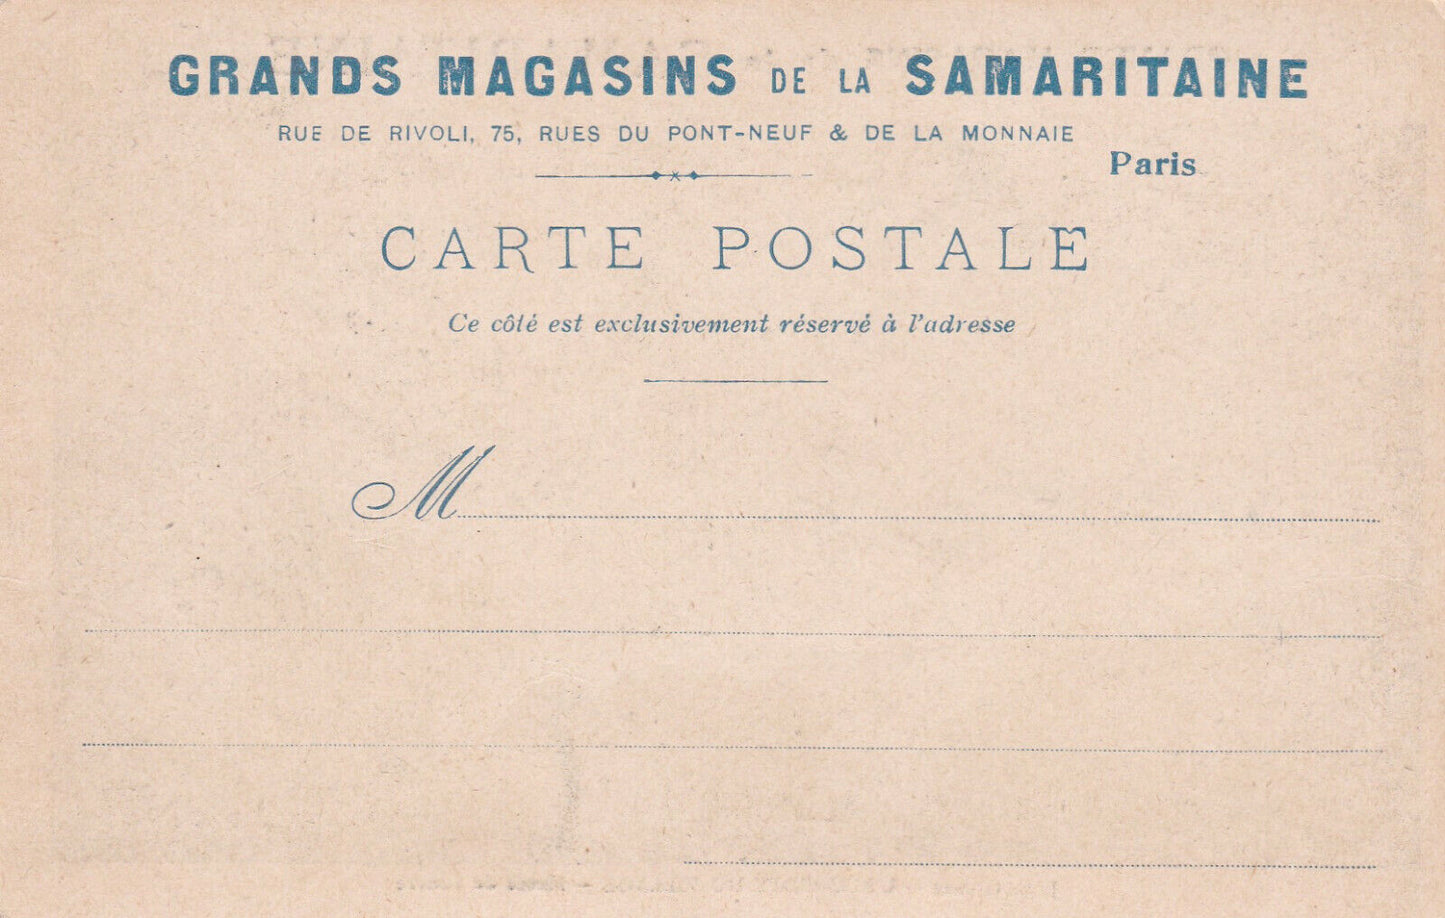 GRANDS MAGASINS DE LA SAMARITAINE
RUE DE RIVOLI, 75, RUES DU PONT-NEUF & DE LA MONNAIE
Paris
CARTE POSTALE
Ce côté est exclusivement réservé à l'adresse
M